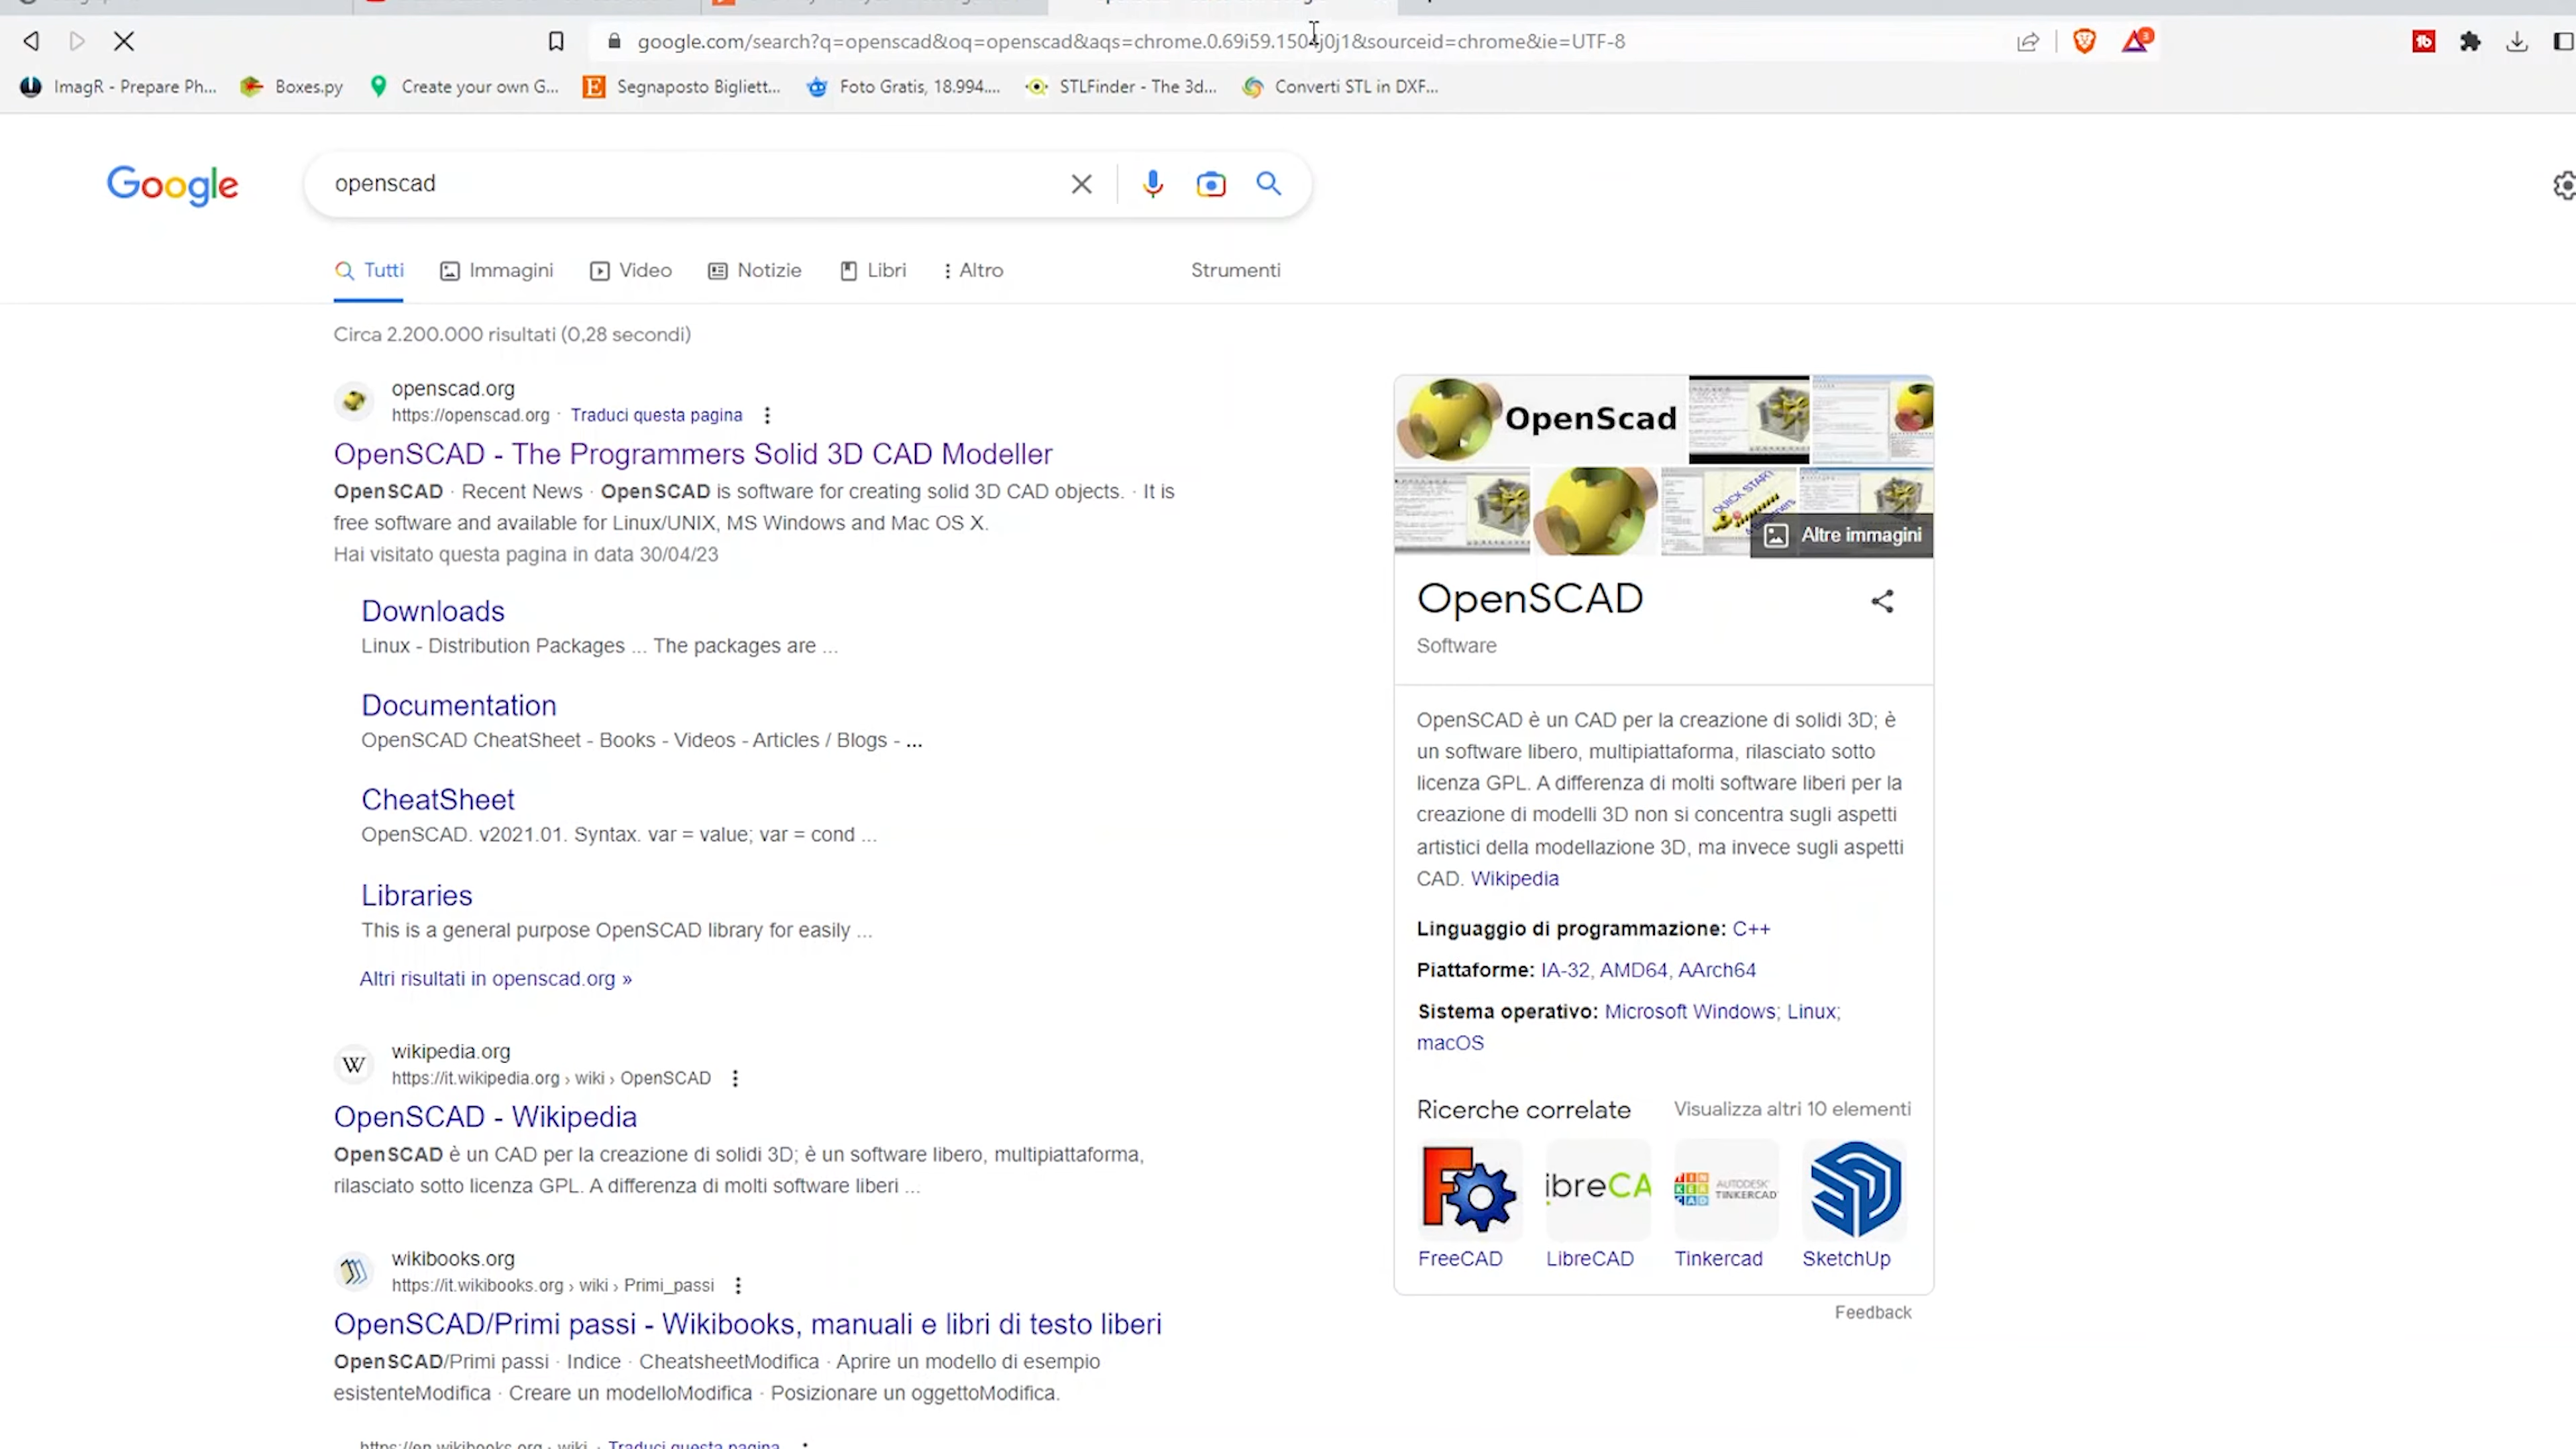 google.com/search?q=openscad&oq=openscad&aqs=chrome.0.69i59.1504j0j1&sourceid=chrome&ie=UTF-8
3
ImagR - Prepare Ph...
Boxes.py
Create your own G...
Segnaposto Bigliett...
Foto Gratis, 18.994....
STLFinder - The 3d...
Converti STL in DXF...
Google
openscad
Tutti
Immagini
Video
Notizie
Libri
Altro
Strumenti
Circa 2.200.000 risultati (0,28 secondi)
openscad.org
https://openscad.org · Traduci questa pagina
OpenSCAD - The Programmers Solid 3D CAD Modeller
OpenSCAD · Recent News · OpenSCAD is software for creating solid 3D CAD objects. · It is
free software and available for Linux/UNIX, MS Windows and Mac OS X.
Hai visitato questa pagina in data 30/04/23
Downloads
Linux - Distribution Packages ... The packages are ...
Documentation
OpenSCAD CheatSheet - Books - Videos - Articles / Blogs - ...
CheatSheet
OpenSCAD. v2021.01. Syntax. var = value; var = cond ...
Libraries
This is a general purpose OpenSCAD library for easily ...
Altri risultati in openscad.org »
W
wikipedia.org
https://it.wikipedia.org › wiki › OpenSCAD
OpenSCAD - Wikipedia
OpenSCAD è un CAD per la creazione di solidi 3D; è un software libero, multipiattaforma,
rilasciato sotto licenza GPL. A differenza di molti software liberi ...
wikibooks.org
https://it.wikibooks.org › wiki › Primi_passi
OpenSCAD/Primi passi - Wikibooks, manuali e libri di testo liberi
OpenSCAD/Primi passi · Indice · CheatsheetModifica · Aprire un modello di esempio
esistenteModifica · Creare un modelloModifica · Posizionare un oggettoModifica.
https://en.wikibooks.org · wiki · Traduci questa pagina
OpenScad
QUICK START
Altre immagini
OpenSCAD
Software
OpenSCAD è un CAD per la creazione di solidi 3D; è
un software libero, multipiattaforma, rilasciato sotto
licenza GPL. A differenza di molti software liberi per la
creazione di modelli 3D non si concentra sugli aspetti
artistici della modellazione 3D, ma invece sugli aspetti
CAD. Wikipedia
Linguaggio di programmazione: C++
Piattaforme: IA-32, AMD64, AArch64
Sistema operativo: Microsoft Windows; Linux;
macOS
Ricerche correlate
Visualizza altri 10 elementi
ibreCA
AUTODESK
TINKERCAD
FreeCAD
LibreCAD
Tinkercad
SketchUp
Feedback